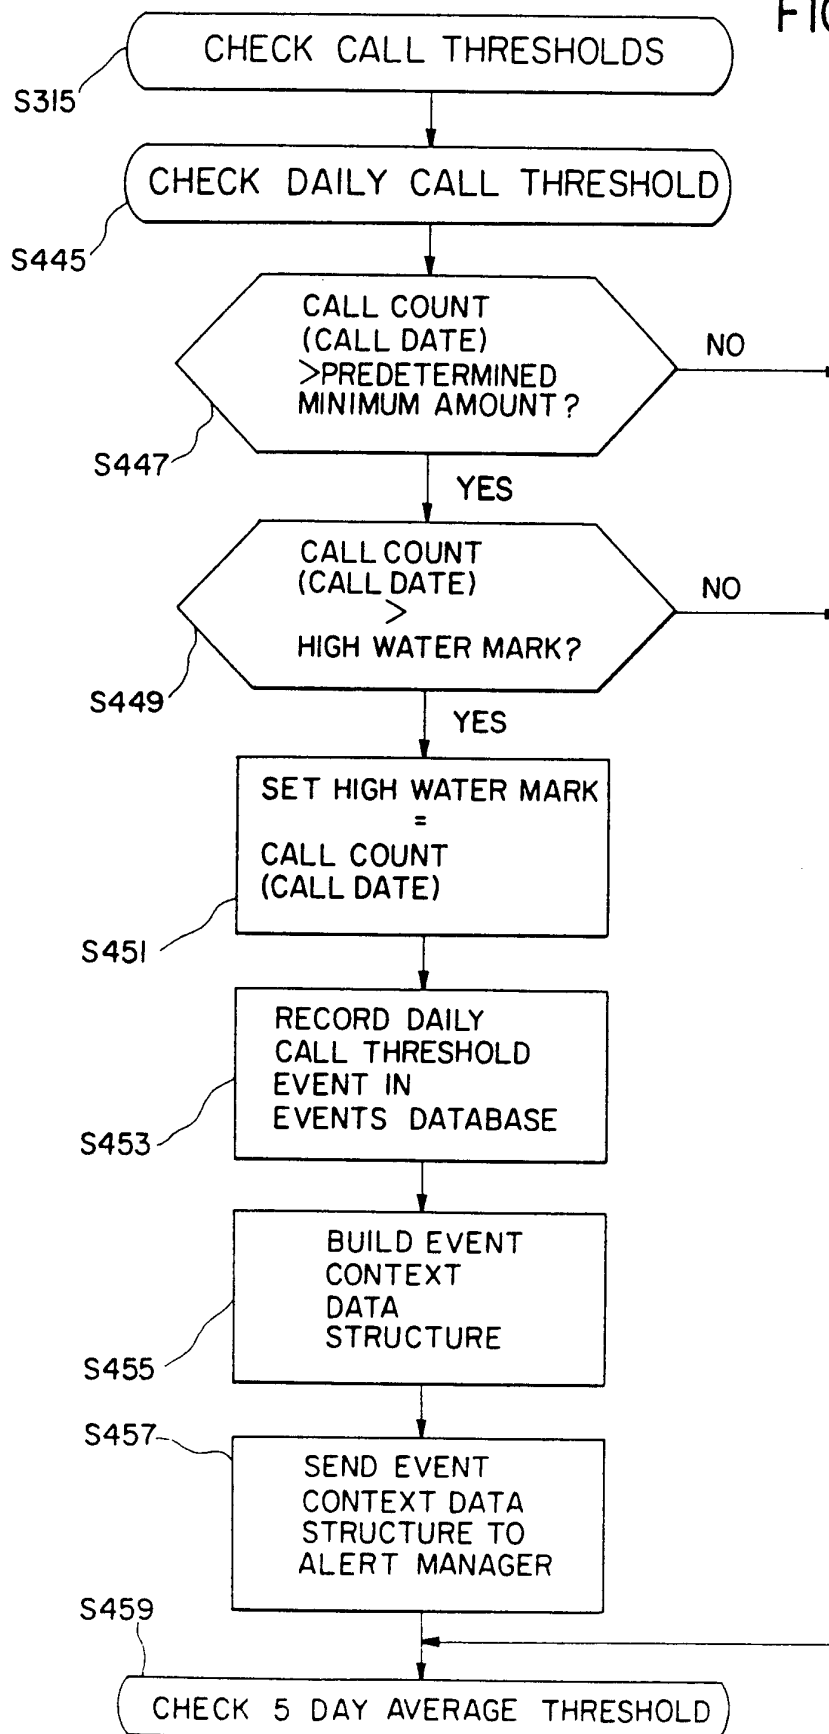 FIG
CHECK CALL THRESHOLDS
S315
CHECK DAILY CALL THRESHOLD
S445
CALL COUNT
(CALL DATE)
>PREDETERMINED
MINIMUM AMOUNT?
NO
S447
YES
CALL COUNT
(CALL DATE)
>
HIGH WATER MARK?
NO
S449
YES
SET HIGH WATER MARK
=
CALL COUNT
(CALL DATE)
S451
RECORD DAILY
CALL THRESHOLD
EVENT IN
EVENTS DATABASE
S453
BUILD EVENT
CONTEXT
DATA
STRUCTURE
S455
S457
SEND EVENT
CONTEXT DATA
STRUCTURE TO
ALERT MANAGER
S459
CHECK 5 DAY AVERAGE THRESHOLD